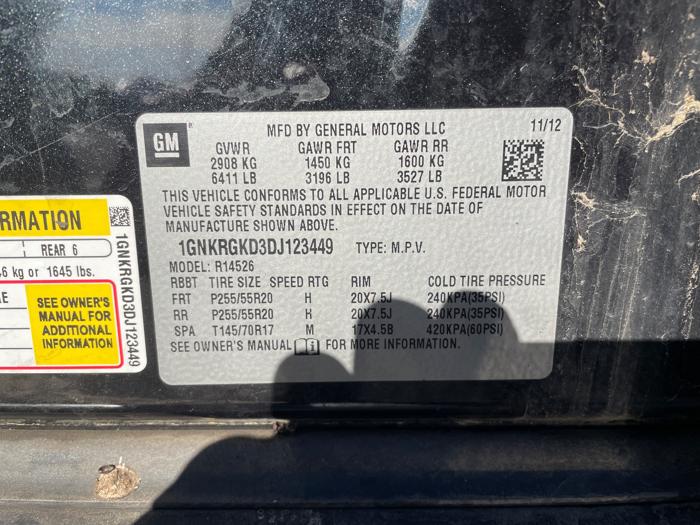 GM
®
MFD BY GENERAL MOTORS LLC 11/12
GVWR GAWR FRT GAWR RR
2908 KG 1450 KG 1600 KG
6411 LB 3196 LB 3527 LB
THIS VEHICLE CONFORMS TO ALL APPLICABLE U.S. FEDERAL MOTOR
VEHICLE SAFETY STANDARDS IN EFFECT ON THE DATE OF
MANUFACTURE SHOWN ABOVE.
1GNKRGKD3DJ123449 TYPE: M.P.V.
MODEL: R14526
RBBT TIRE SIZE SPEED RTG RIM COLD TIRE PRESSURE
FRT P255/55R20 H 20X7.5J 240KPA(35PSI)
RR P255/55R20 H 20X7.5J 240KPA(35PSI)
SPA T145/70R17 M 17X4.5B 420KPA(60PSI)
SEE OWNER'S MANUAL i FOR MORE INFORMATION.
RMATION
REAR 6
6 kg or 1645 lbs.
SEE OWNER'S
MANUAL FOR
ADDITIONAL
INFORMATION
1GNKRGKD3DJ123449